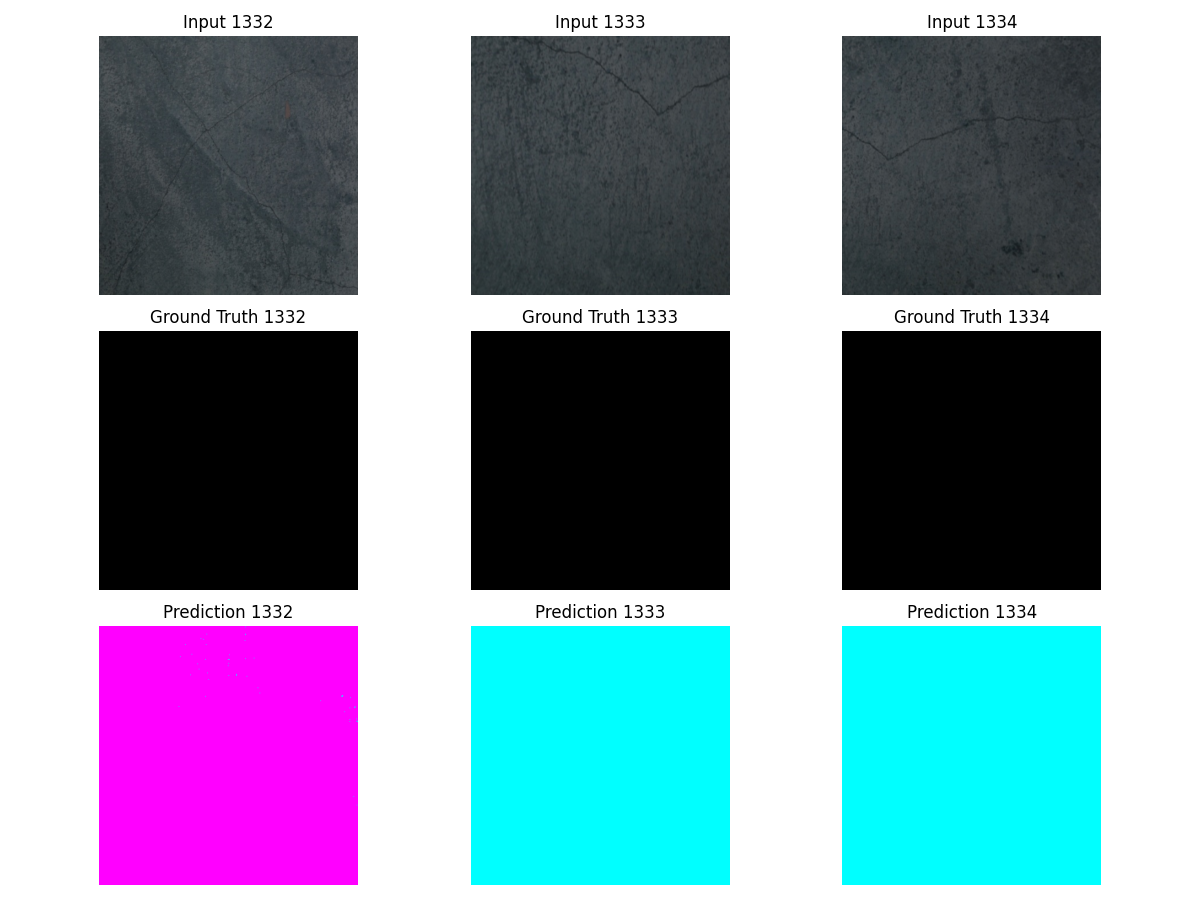 Input 1332
Input 1333
Input 1334
Ground Truth 1332
Ground Truth 1333
Ground Truth 1334
Prediction 1332
Prediction 1333
Prediction 1334